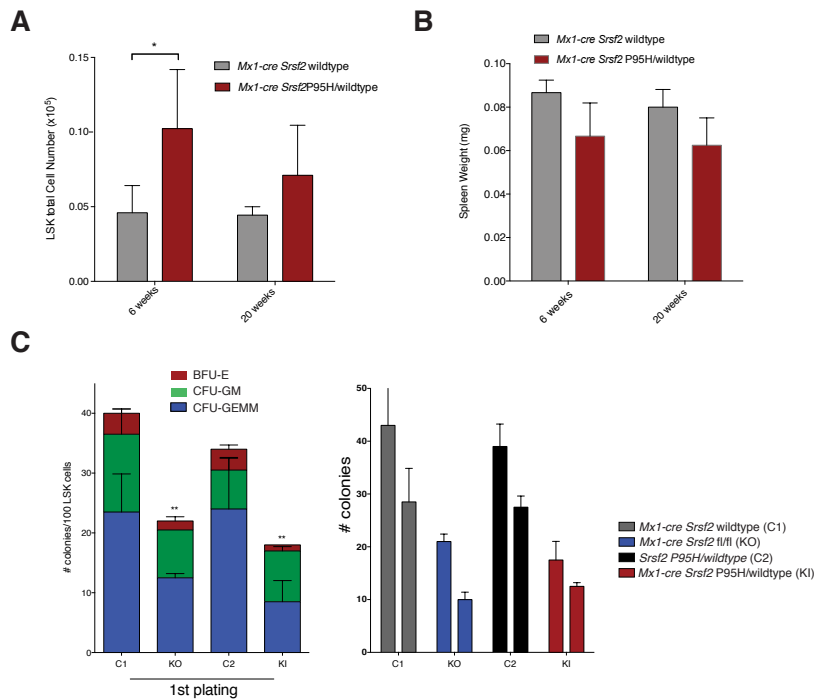 A
B
*
Mx1-cre Srsf2 wildtype
Mx1-cre Srsf2P95H/wildtype
LSK total Cell Number (x10⁵)
0.15
0.10
0.05
0.00
6 weeks
20 weeks
Mx1-cre Srsf2 wildtype
Mx1-cre Srsf2 P95H/wildtype
Spleen Weight (mg)
0.10
0.08
0.06
0.04
0.02
0.00
6 weeks
20 weeks
C
BFU-E
CFU-GM
CFU-GEMM
# colonies/100 LSK cells
40
30
20
10
0
**
**
C1 KO C2 KI
1st plating
# colonies
50
40
30
20
10
0
C1 KO C2 KI
Mx1-cre Srsf2 wildtype (C1)
Mx1-cre Srsf2 fl/fl (KO)
Srsf2 P95H/wildtype (C2)
Mx1-cre Srsf2 P95H/wildtype (KI)